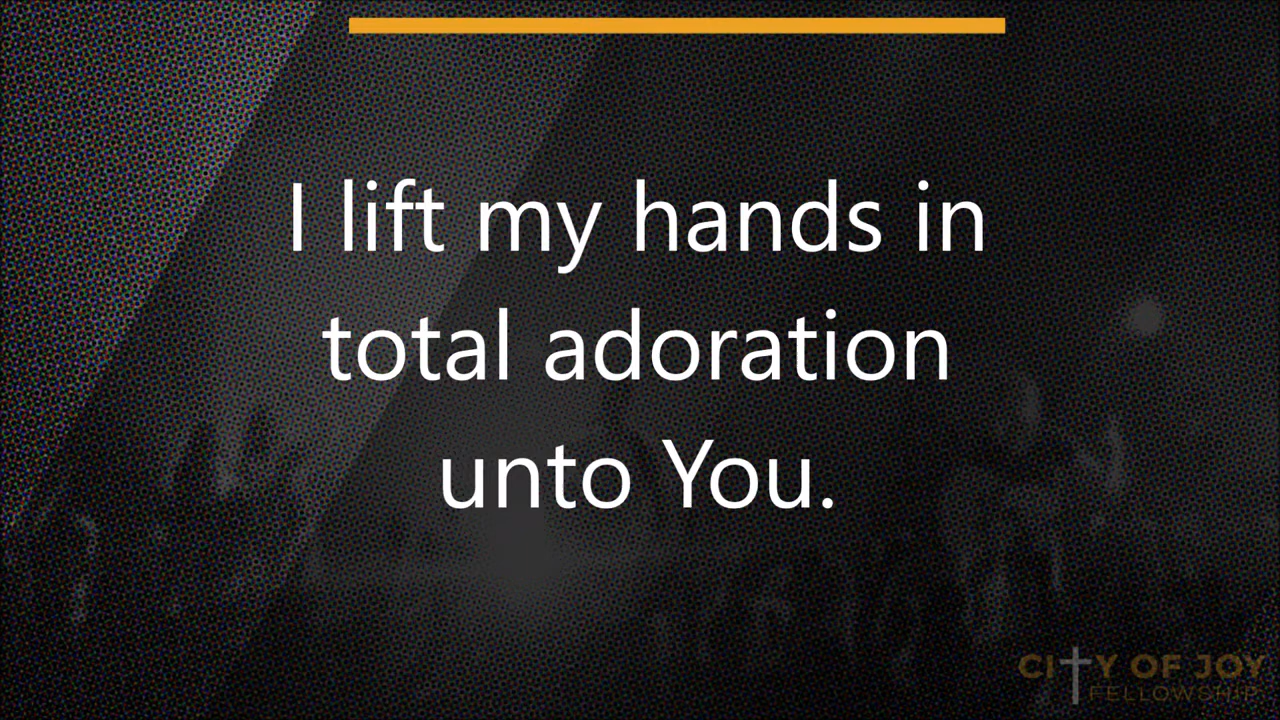 I lift my hands in
total adoration
unto You.
CITY OF JOY
FELLOWSHIP